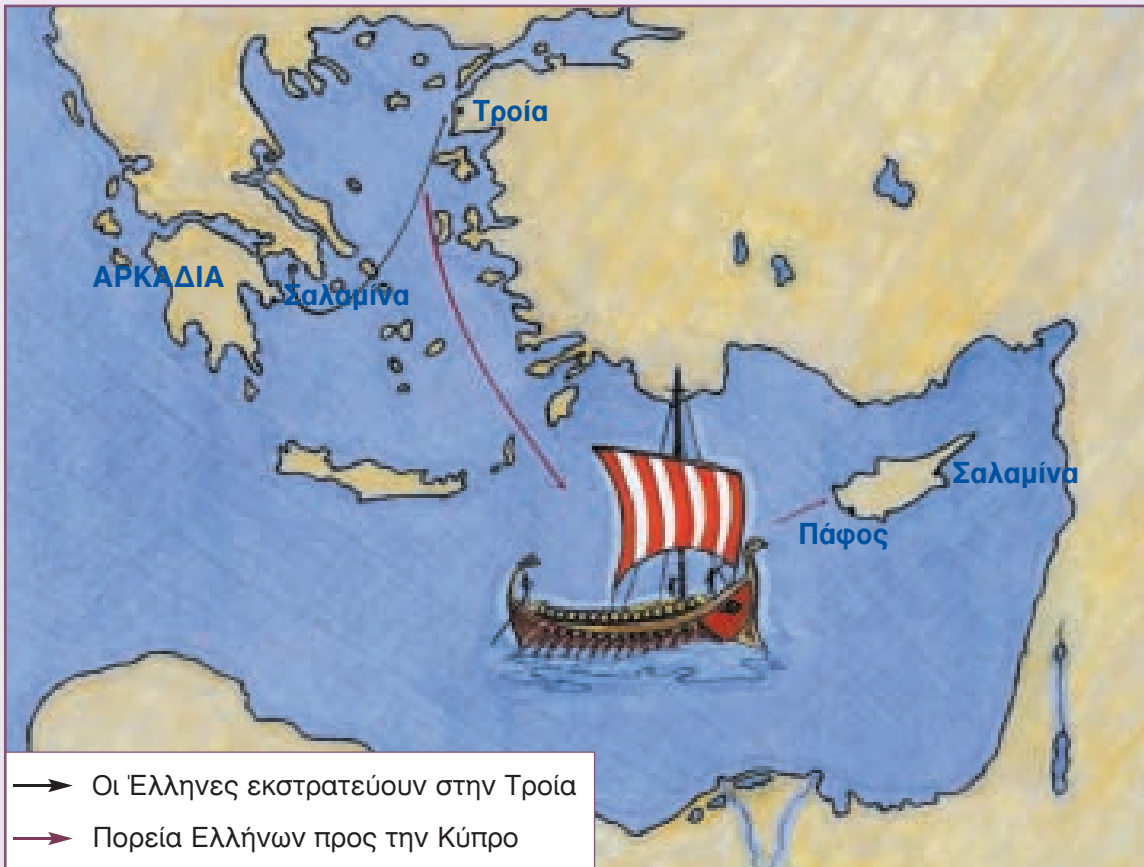 Τροία
ΑΡΚΑΔΙΑ
Σαλαμίνα
Σαλαμίνα
Πάφος
Οι Έλληνες εκστρατεύουν στην Τροία
Πορεία Ελλήνων προς την Κύπρο